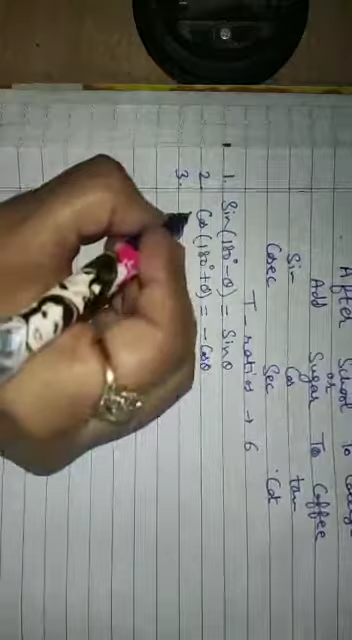 After School To College
or
Add Sugar To Coffee
Sin Cos tan
Cosec Sec Cot
T-ratios → 6
1. Sin(180°-θ) = Sinθ
2. Cos(180°+θ) = -Cosθ
3.